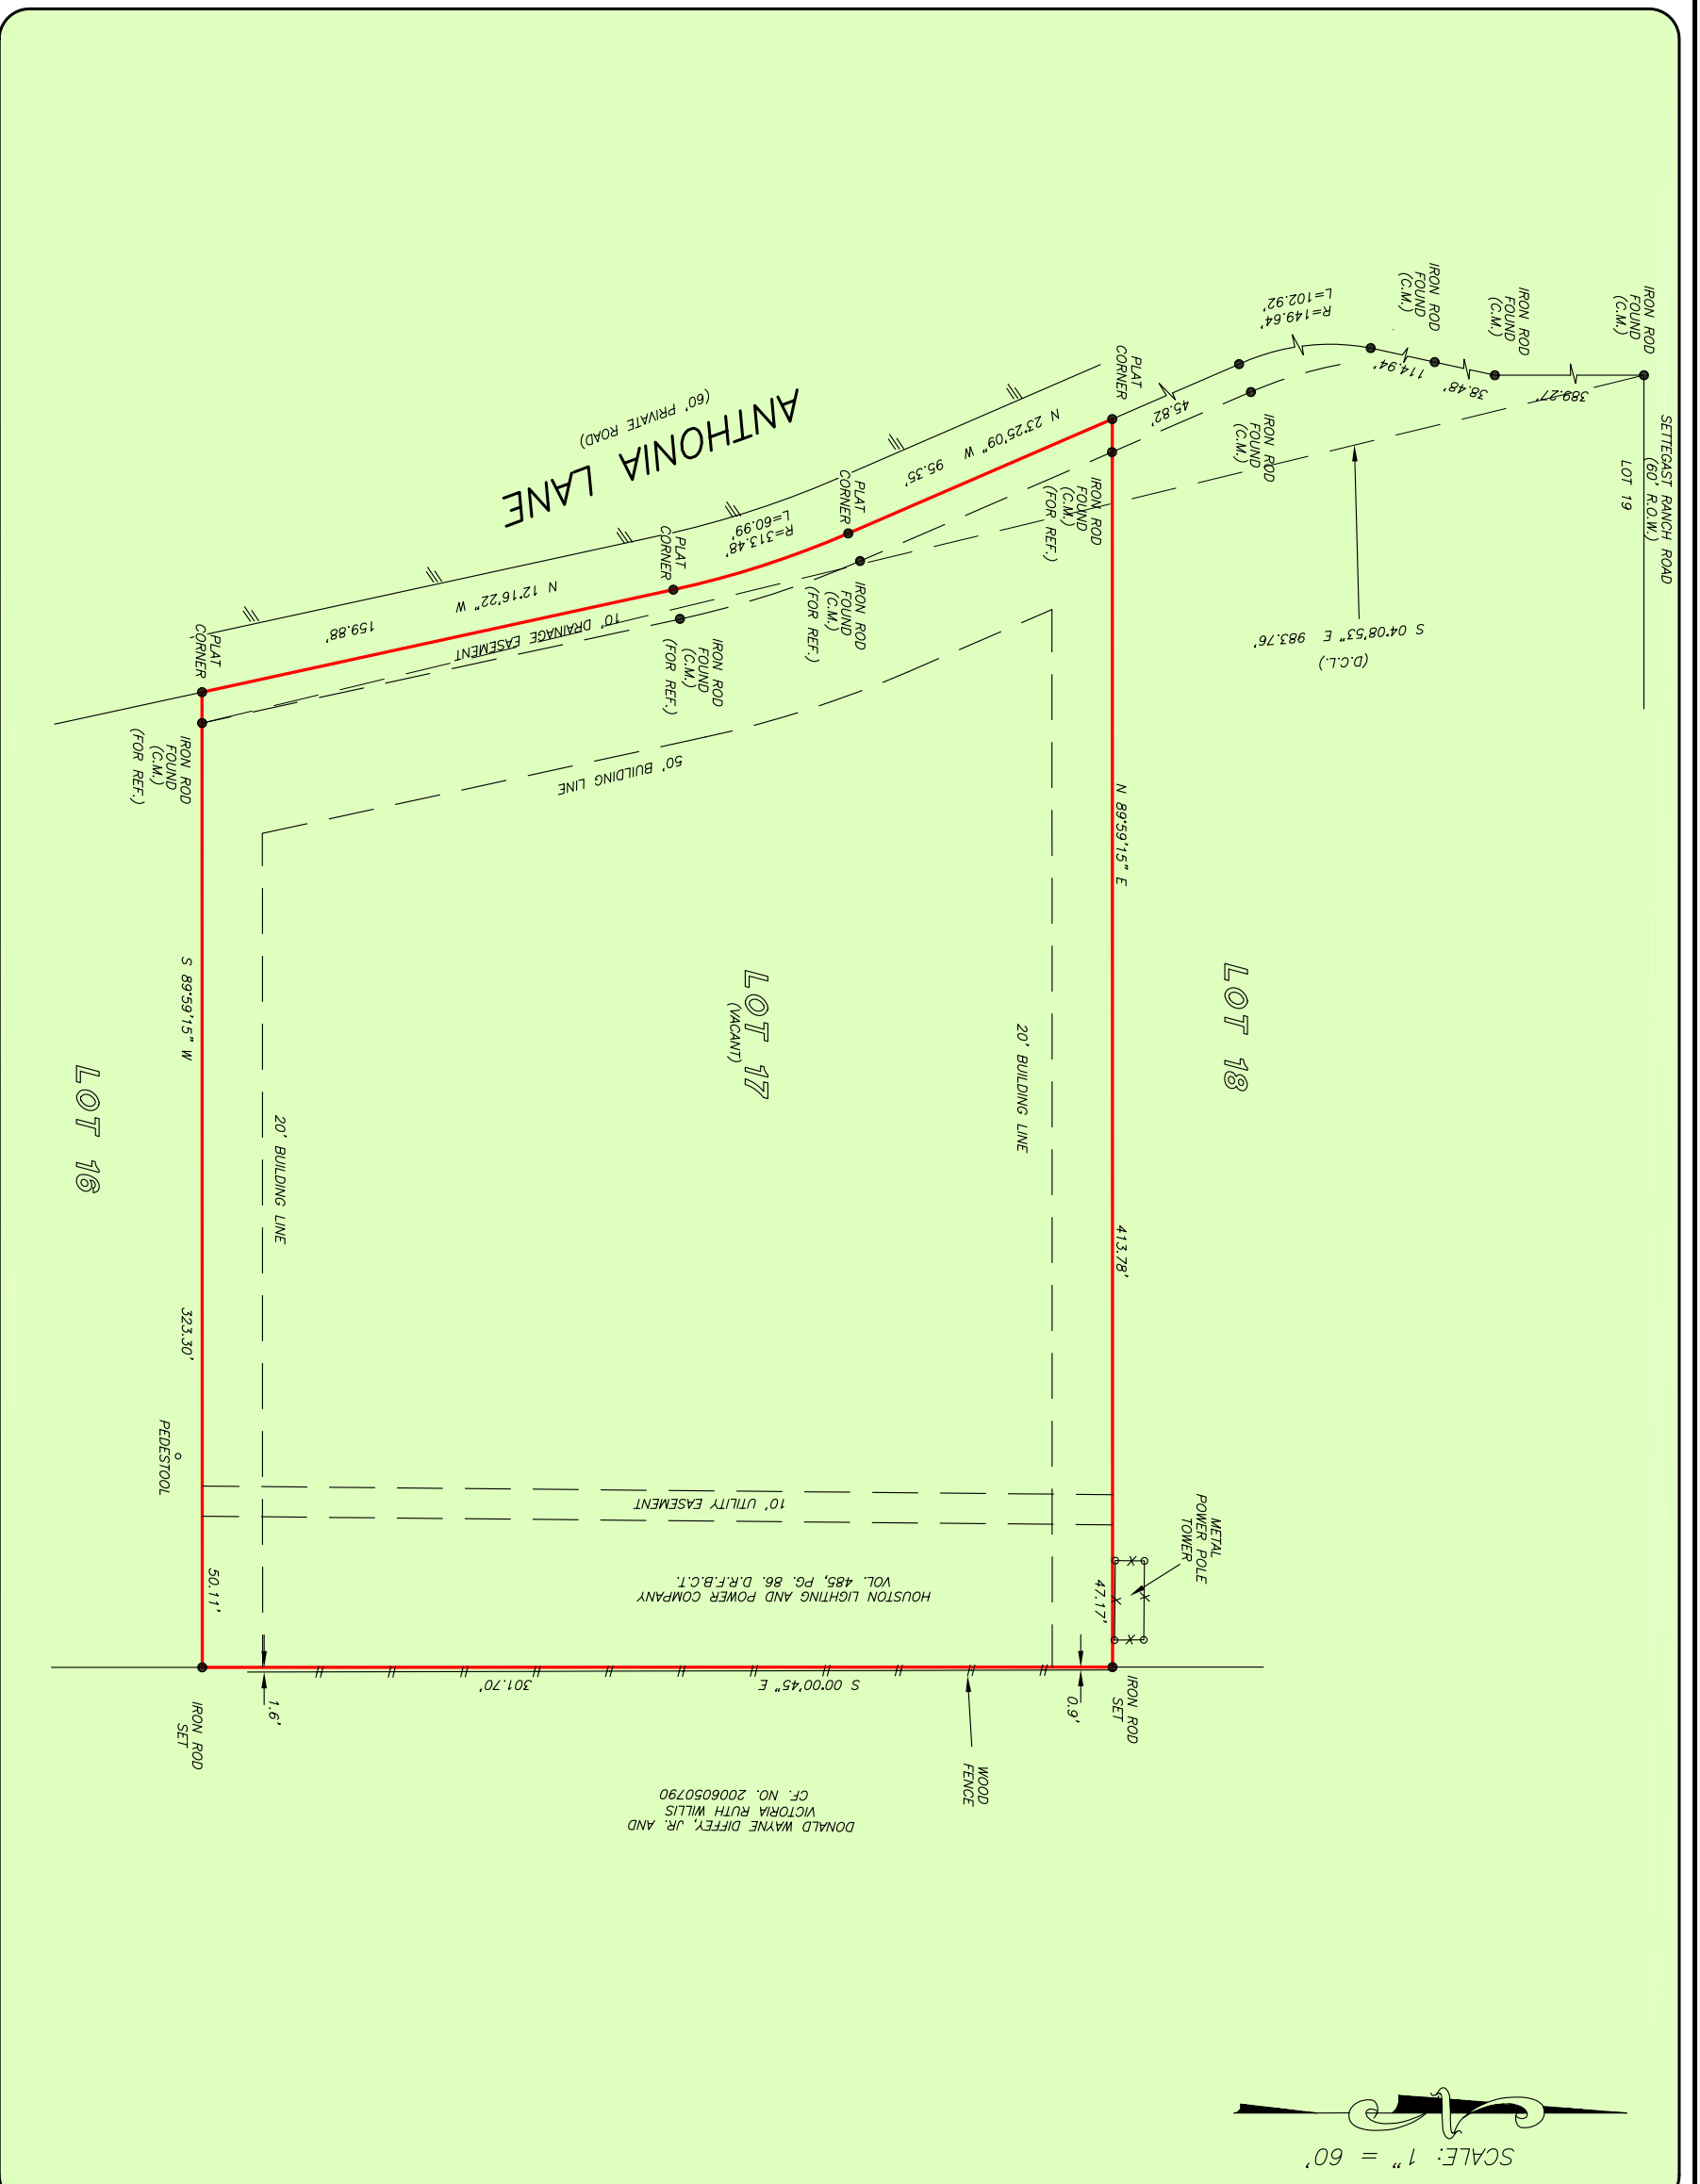 SETTEGAST RANCH ROAD
(60' R.O.W.)
LOT 19
IRON ROD
FOUND
(C.M.)
389.27'
IRON ROD
FOUND
(C.M.)
38.48'
IRON ROD
FOUND
(C.M.)
114.94'
R=149.64'
L=102.92'
IRON ROD
FOUND
(C.M.)
45.82'
S 04°08'53" E 983.76'
(D.C.L.)
PLAT
CORNER
IRON ROD
FOUND
(C.M.)
(FOR REF.)
N 23°25'09" W
95.35'
PLAT
CORNER
IRON ROD
FOUND
(C.M.)
(FOR REF.)
R=313.48'
L=60.99'
PLAT
CORNER
IRON ROD
FOUND
(C.M.)
(FOR REF.)
ANTHONIA LANE
(60' PRIVATE ROAD)
N 12°16'22" W
159.88'
10' DRAINAGE EASEMENT
PLAT
CORNER
IRON ROD
FOUND
(C.M.)
(FOR REF.)
50' BUILDING LINE
N 89°59'15" E
413.78'
LOT 18
20' BUILDING LINE
LOT 17
(VACANT)
20' BUILDING LINE
S 89°59'15" W
323.30'
LOT 16
PEDESTOOL
10' UTILITY EASEMENT
HOUSTON LIGHTING AND POWER COMPANY
VOL. 485, PG. 86. D.R.F.B.C.T.
METAL
POWER POLE
TOWER
47.17'
50.11'
IRON ROD
SET
0.9'
S 00°00'45" E
301.70'
1.6'
IRON ROD
SET
WOOD
FENCE
DONALD WAYNE DIFFEY, JR. AND
VICTORIA RUTH WILLIS
CF. NO. 2006050790
SCALE: 1" = 60'